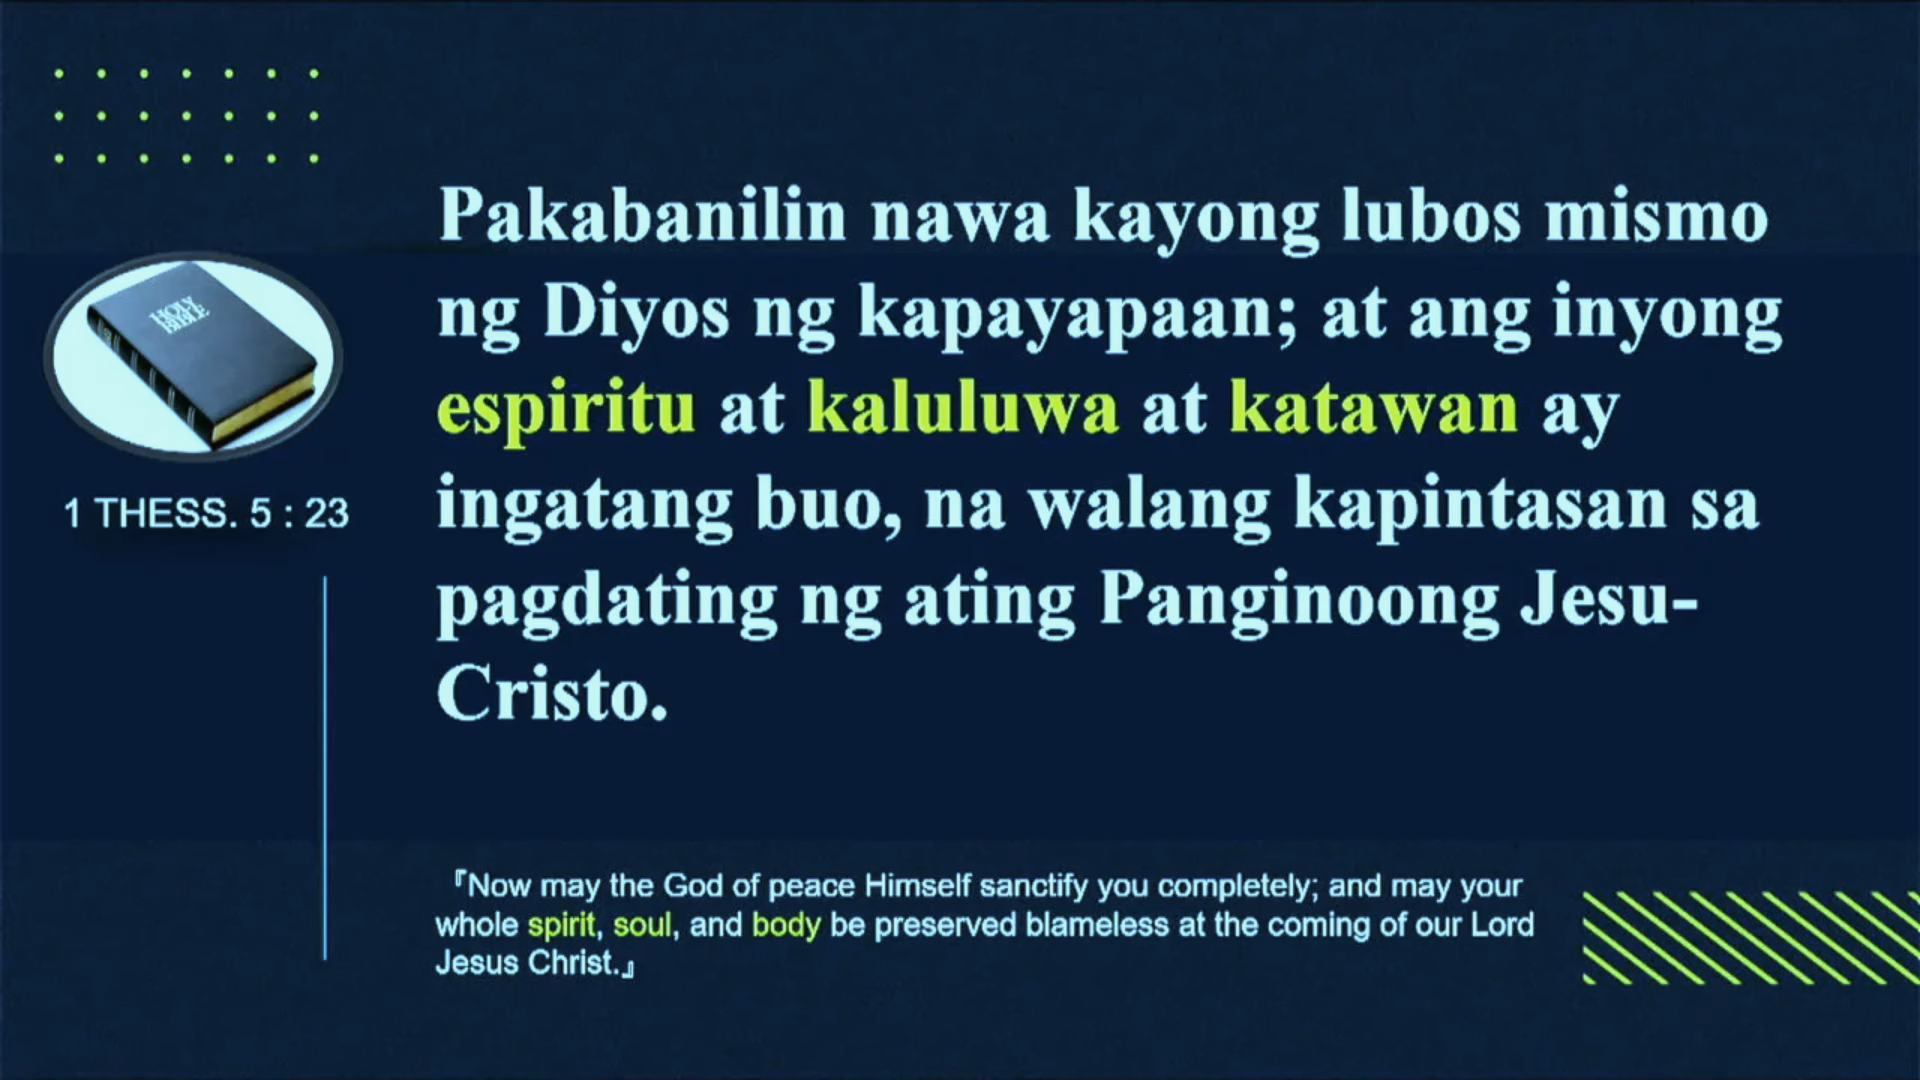 HOLY
BIBLE
1 THESS. 5 : 23
Pakabanilin nawa kayong lubos mismo
ng Diyos ng kapayapaan; at ang inyong
espiritu at kaluluwa at katawan ay
ingatang buo, na walang kapintasan sa
pagdating ng ating Panginoong Jesu-
Cristo.
『Now may the God of peace Himself sanctify you completely; and may your
whole spirit, soul, and body be preserved blameless at the coming of our Lord
Jesus Christ.』